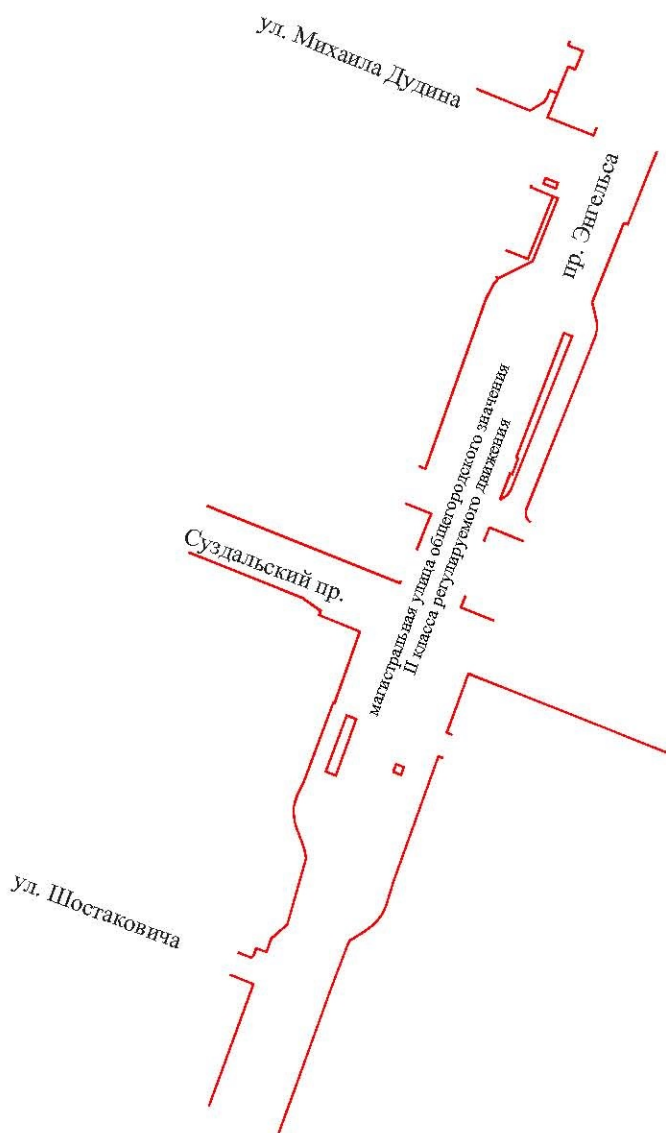 ул. Михаила Дудина
пр. Энгельса
магистральная улица общегородского значения
II класса регулируемого движения
Суздальский пр.
ул. Шостаковича